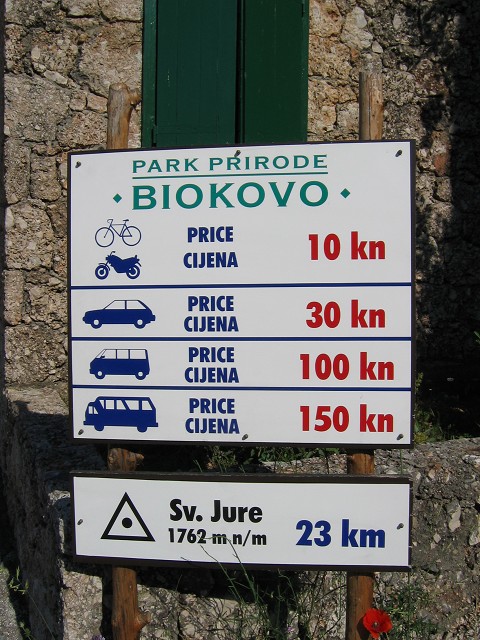 PARK PRIRODE
• BIOKOVO •
PRICE
CIJENA
10 kn
PRICE
CIJENA
30 kn
PRICE
CIJENA
100 kn
PRICE
CIJENA
150 kn
Sv. Jure
1762 m n/m
23 km